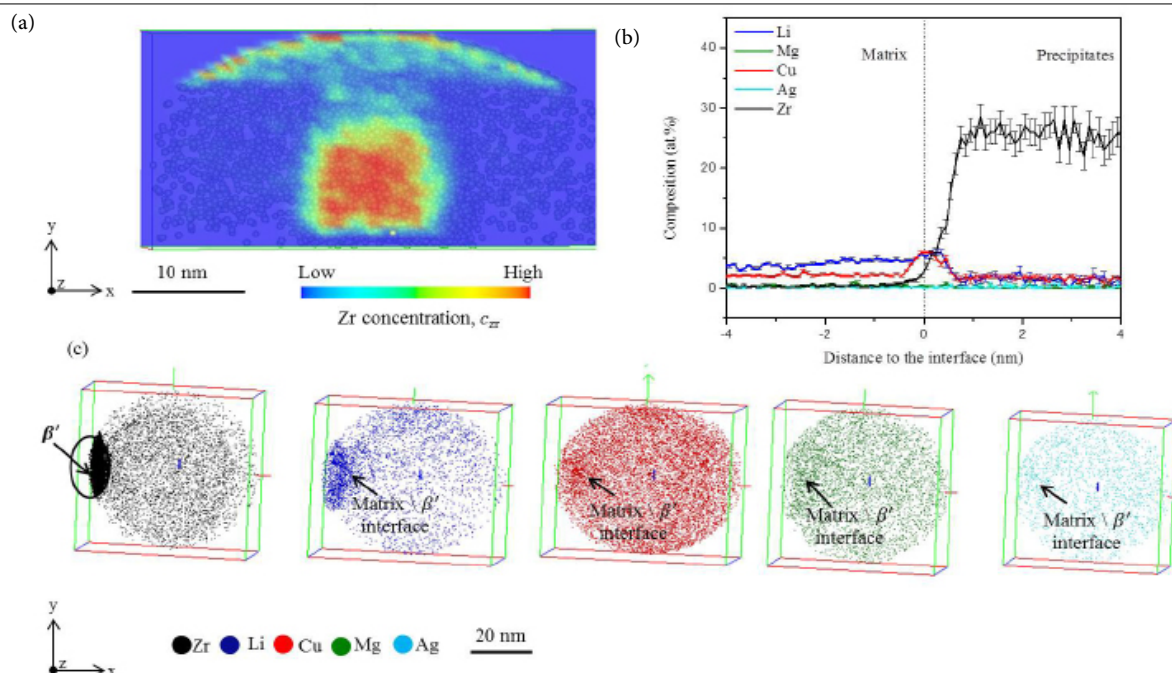 (a)
y
z
x
10 nm
Low
High
Zr concentration, c_zr
(b)
Li
Mg
Cu
Ag
Zr
Matrix
Precipitates
Composition (at%)
40
30
20
10
0
-4
-2
0
2
4
Distance to the interface (nm)
(c)
β′
Matrix \ β′
interface
Matrix \ β′
interface
Matrix \ β′
interface
Matrix \ β′
interface
y
z
x
Zr Li Cu Mg Ag
20 nm